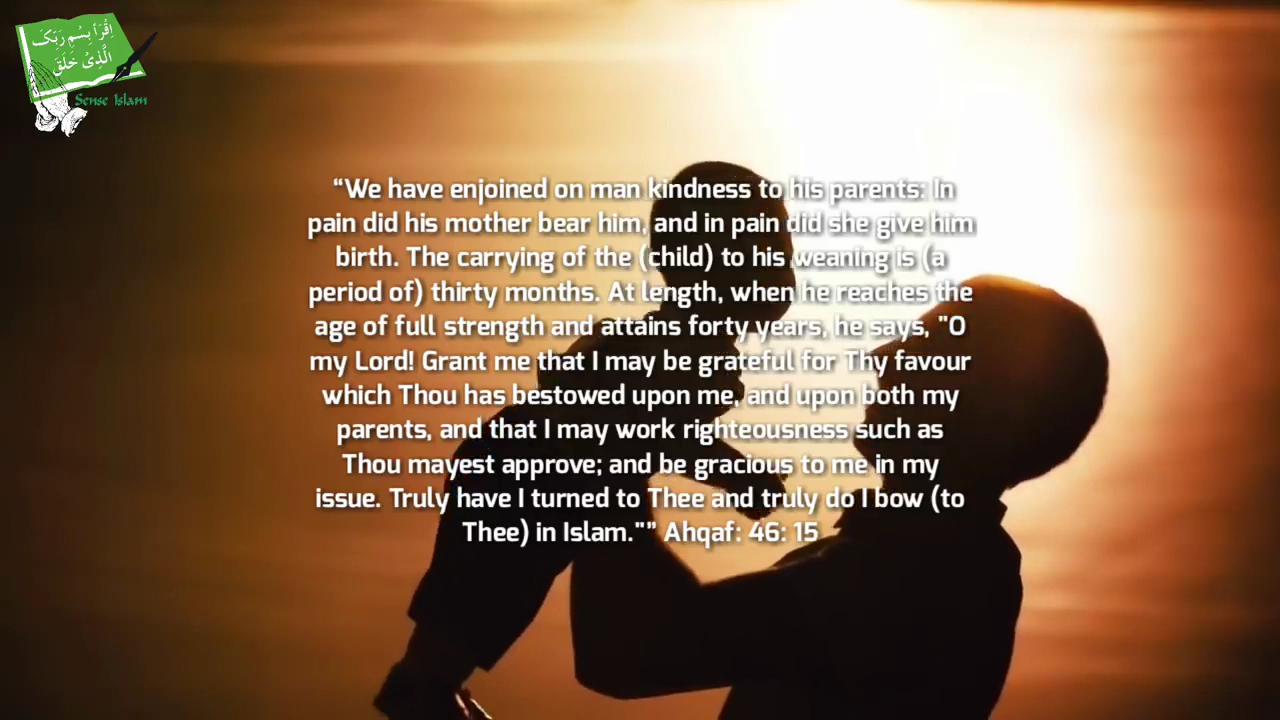 اِقْرَأْ بِسْمِ رَبِّكَ
الَّذِیْ خَلَقَ
Sense Islam
“We have enjoined on man kindness to his parents: In
pain did his mother bear him, and in pain did she give him
birth. The carrying of the (child) to his weaning is (a
period of) thirty months. At length, when he reaches the
age of full strength and attains forty years, he says, "O
my Lord! Grant me that I may be grateful for Thy favour
which Thou has bestowed upon me, and upon both my
parents, and that I may work righteousness such as
Thou mayest approve; and be gracious to me in my
issue. Truly have I turned to Thee and truly do I bow (to
Thee) in Islam."” Ahqaf: 46: 15